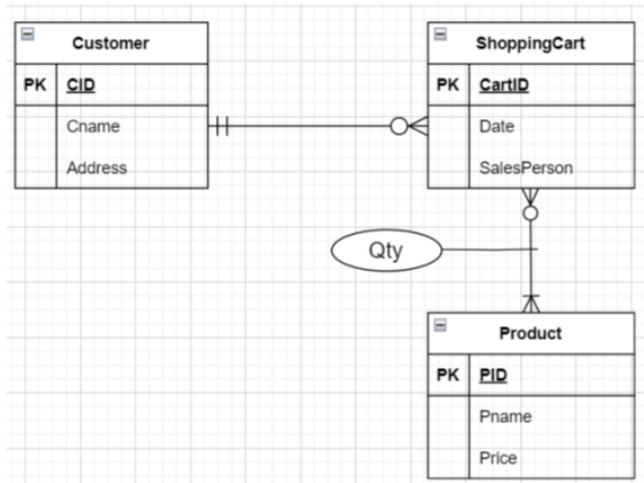 Customer
PK CID
Cname
Address
ShoppingCart
PK CartID
Date
SalesPerson
Qty
Product
PK PID
Pname
Price